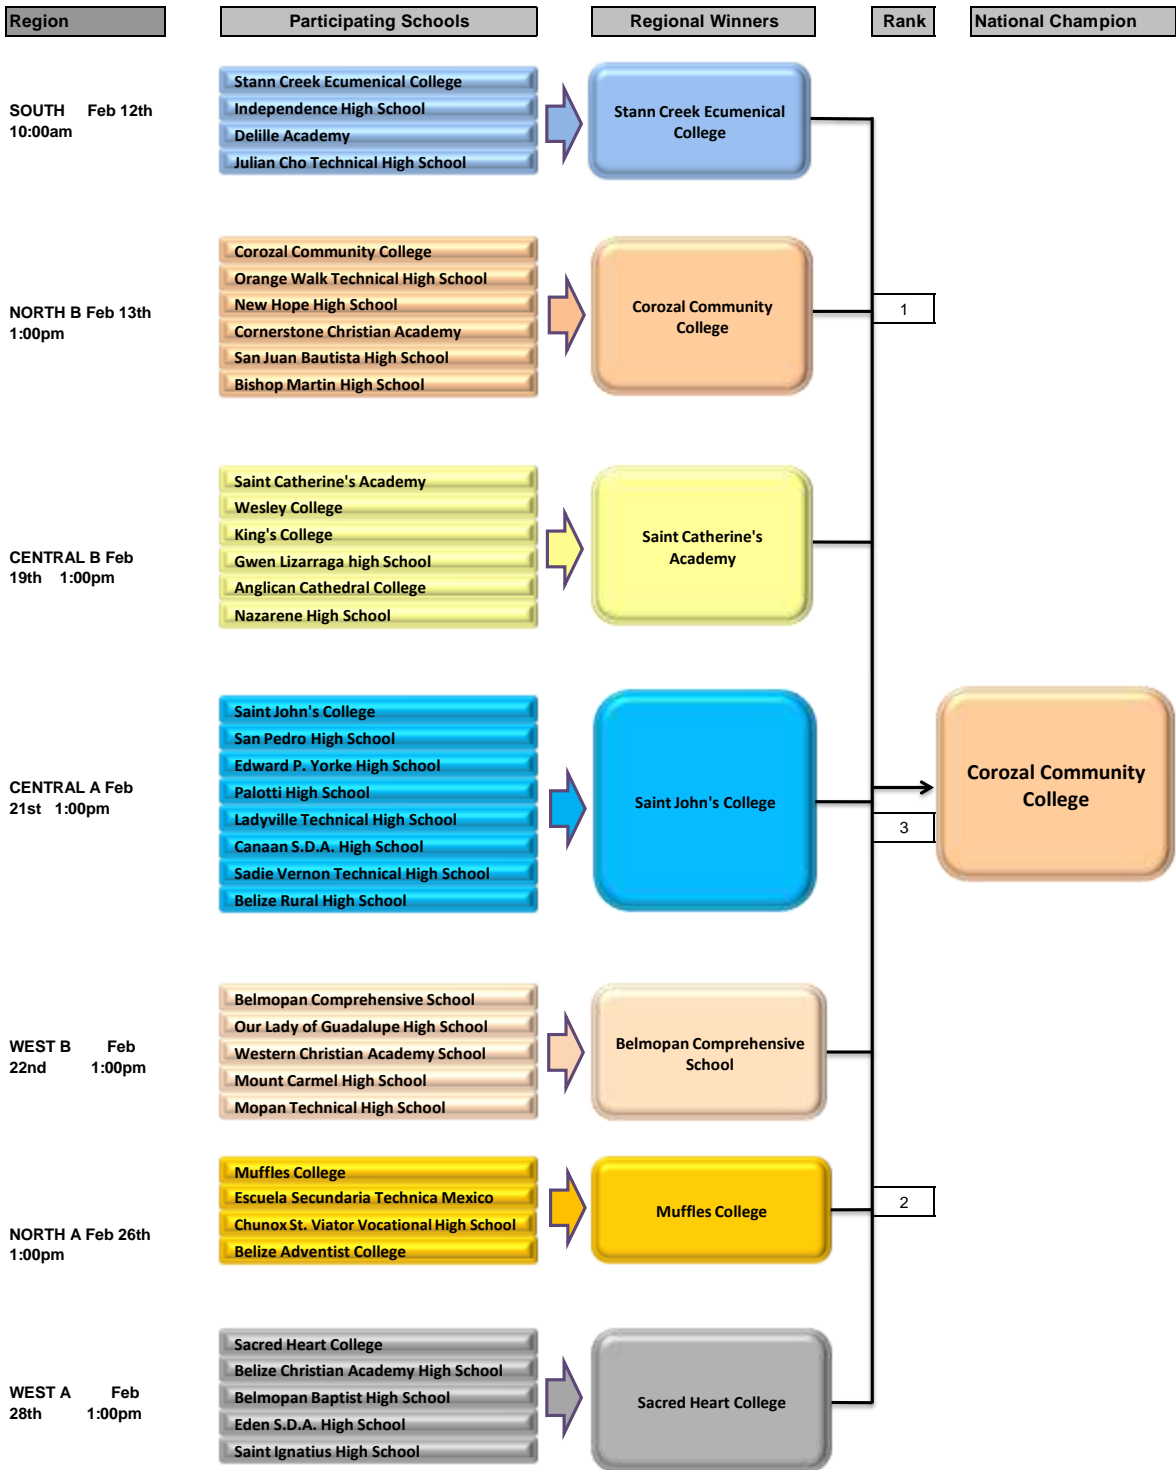 Region
Participating Schools
Regional Winners
Rank
National Champion
SOUTH Feb 12th
10:00am
Stann Creek Ecumenical College
Independence High School
Delille Academy
Julian Cho Technical High School
Stann Creek Ecumenical
College
NORTH B Feb 13th
1:00pm
Corozal Community College
Orange Walk Technical High School
New Hope High School
Cornerstone Christian Academy
San Juan Bautista High School
Bishop Martin High School
Corozal Community
College
1
CENTRAL B Feb
19th 1:00pm
Saint Catherine's Academy
Wesley College
King's College
Gwen Lizarraga high School
Anglican Cathedral College
Nazarene High School
Saint Catherine's
Academy
CENTRAL A Feb
21st 1:00pm
Saint John's College
San Pedro High School
Edward P. Yorke High School
Palotti High School
Ladyville Technical High School
Canaan S.D.A. High School
Sadie Vernon Technical High School
Belize Rural High School
Saint John's College
3
Corozal Community
College
WEST B Feb
22nd 1:00pm
Belmopan Comprehensive School
Our Lady of Guadalupe High School
Western Christian Academy School
Mount Carmel High School
Mopan Technical High School
Belmopan Comprehensive
School
NORTH A Feb 26th
1:00pm
Muffles College
Escuela Secundaria Technica Mexico
Chunox St. Viator Vocational High School
Belize Adventist College
Muffles College
2
WEST A Feb
28th 1:00pm
Sacred Heart College
Belize Christian Academy High School
Belmopan Baptist High School
Eden S.D.A. High School
Saint Ignatius High School
Sacred Heart College